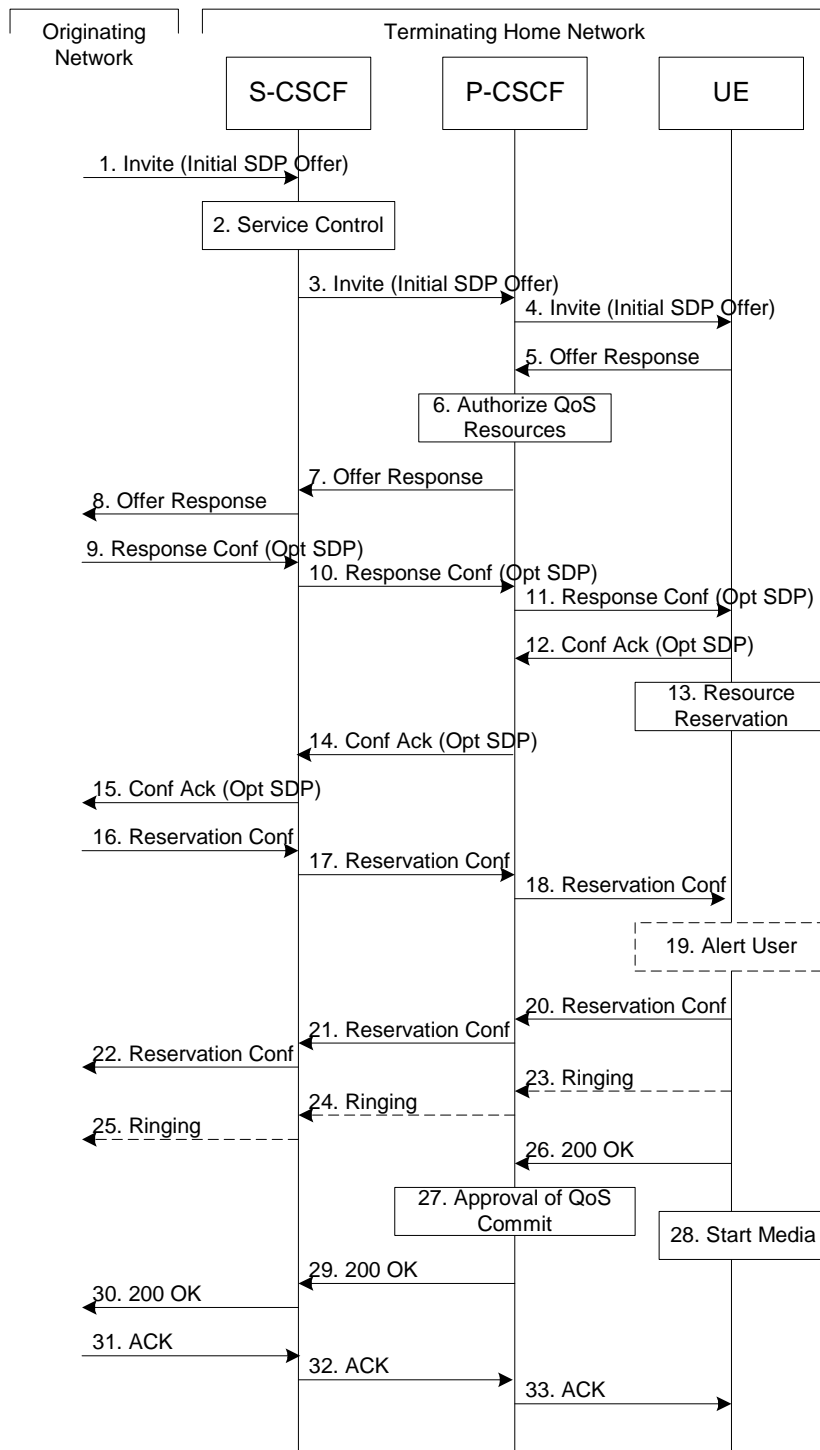 Originating
Network
Terminating Home Network
S-CSCF
P-CSCF
UE
1. Invite (Initial SDP Offer)
2. Service Control
3. Invite (Initial SDP Offer)
4. Invite (Initial SDP Offer)
5. Offer Response
6. Authorize QoS
Resources
7. Offer Response
8. Offer Response
9. Response Conf (Opt SDP)
10. Response Conf (Opt SDP)
11. Response Conf (Opt SDP)
12. Conf Ack (Opt SDP)
13. Resource
Reservation
14. Conf Ack (Opt SDP)
15. Conf Ack (Opt SDP)
16. Reservation Conf
17. Reservation Conf
18. Reservation Conf
19. Alert User
20. Reservation Conf
21. Reservation Conf
22. Reservation Conf
23. Ringing
24. Ringing
25. Ringing
26. 200 OK
27. Approval of QoS
Commit
28. Start Media
29. 200 OK
30. 200 OK
31. ACK
32. ACK
33. ACK